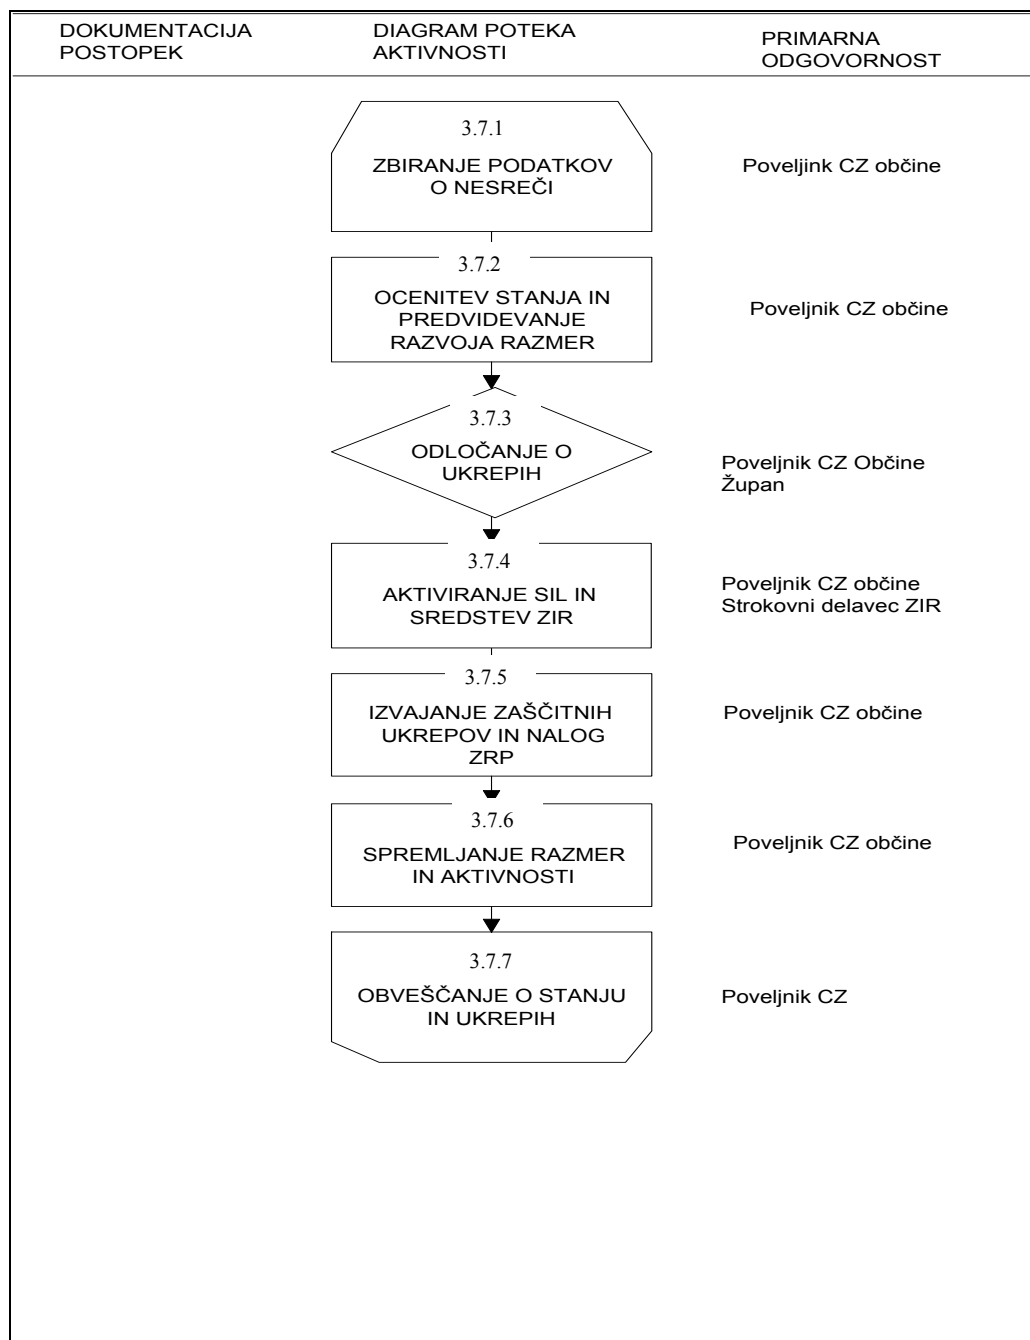 DOKUMENTACIJA
POSTOPEK
DIAGRAM POTEKA
AKTIVNOSTI
PRIMARNA
ODGOVORNOST
3.7.1
ZBIRANJE PODATKOV
O NESREČI
Poveljink CZ občine
3.7.2
OCENITEV STANJA IN
PREDVIDEVANJE
RAZVOJA RAZMER
Poveljnik CZ občine
3.7.3
ODLOČANJE O
UKREPIH
Poveljnik CZ Občine
Župan
3.7.4
AKTIVIRANJE SIL IN
SREDSTEV ZIR
Poveljnik CZ občine
Strokovni delavec ZIR
3.7.5
IZVAJANJE ZAŠČITNIH
UKREPOV IN NALOG
ZRP
Poveljnik CZ občine
3.7.6
SPREMLJANJE RAZMER
IN AKTIVNOSTI
Poveljnik CZ občine
3.7.7
OBVEŠČANJE O STANJU
IN UKREPIH
Poveljnik CZ